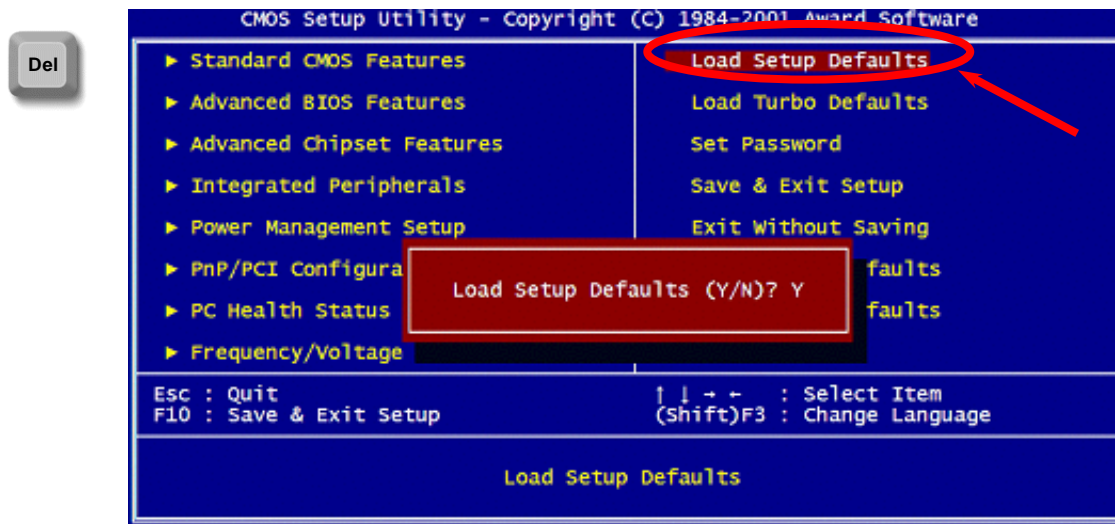 Del
CMOS Setup Utility - Copyright (C) 1984-2001 Award Software
▶ Standard CMOS Features
▶ Advanced BIOS Features
▶ Advanced Chipset Features
▶ Integrated Peripherals
▶ Power Management Setup
▶ PnP/PCI Configura
▶ PC Health Status
▶ Frequency/Voltage
Load Setup Defaults
Load Turbo Defaults
Set Password
Save & Exit Setup
Exit Without Saving
faults
faults
Load Setup Defaults (Y/N)? Y
Esc : Quit
F10 : Save & Exit Setup
↑ ↓ → ← : Select Item
(Shift)F3 : Change Language
Load Setup Defaults